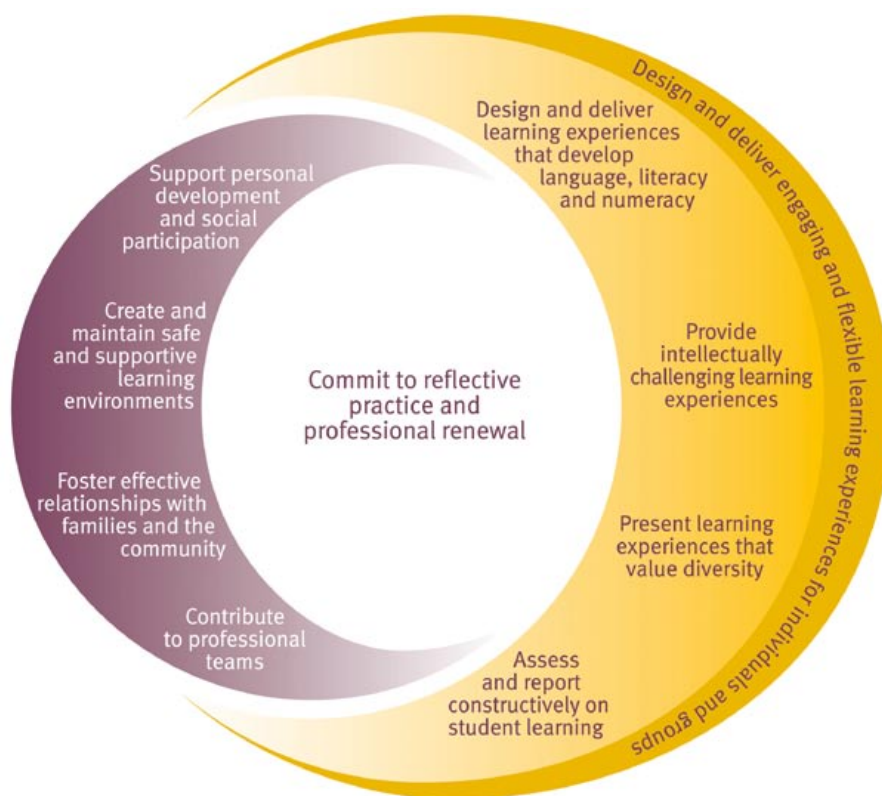 Design and deliver engaging and flexible learning experiences for individuals and groups
Design and deliver
learning experiences
that develop
language, literacy
and numeracy
Support personal
development
and social
participation
Create and
maintain safe
and supportive
learning
environments
Provide
intellectually
challenging learning
experiences
Commit to reflective
practice and
professional renewal
Foster effective
relationships with
families and the
community
Present learning
experiences that
value diversity
Contribute
to professional
teams
Assess
and report
constructively on
student learning